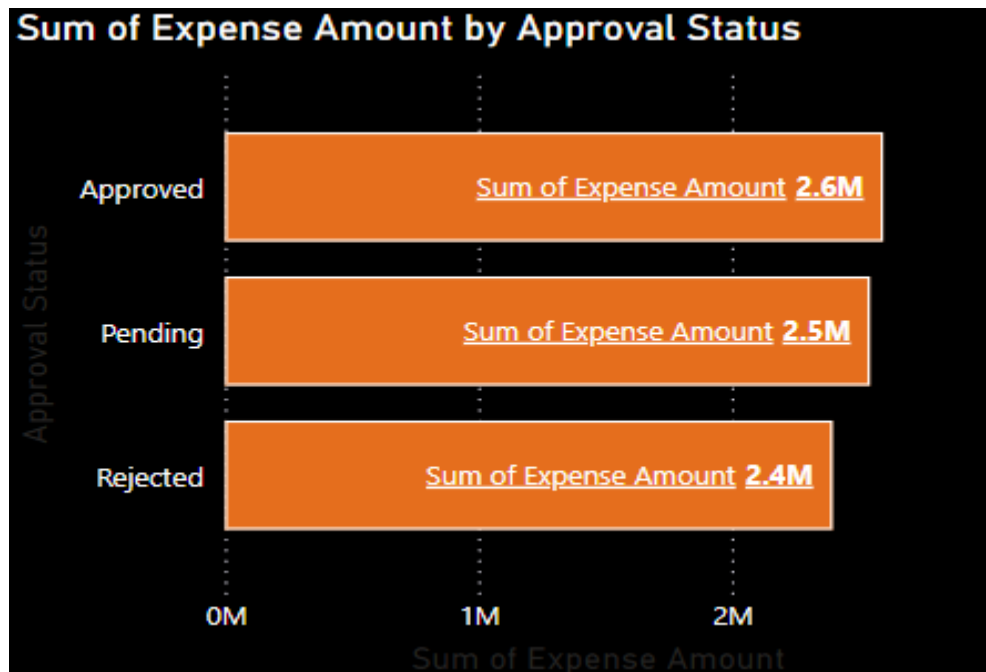 Sum of Expense Amount by Approval Status
Approval Status
Approved
Sum of Expense Amount 2.6M
Pending
Sum of Expense Amount 2.5M
Rejected
Sum of Expense Amount 2.4M
0M 1M 2M
Sum of Expense Amount